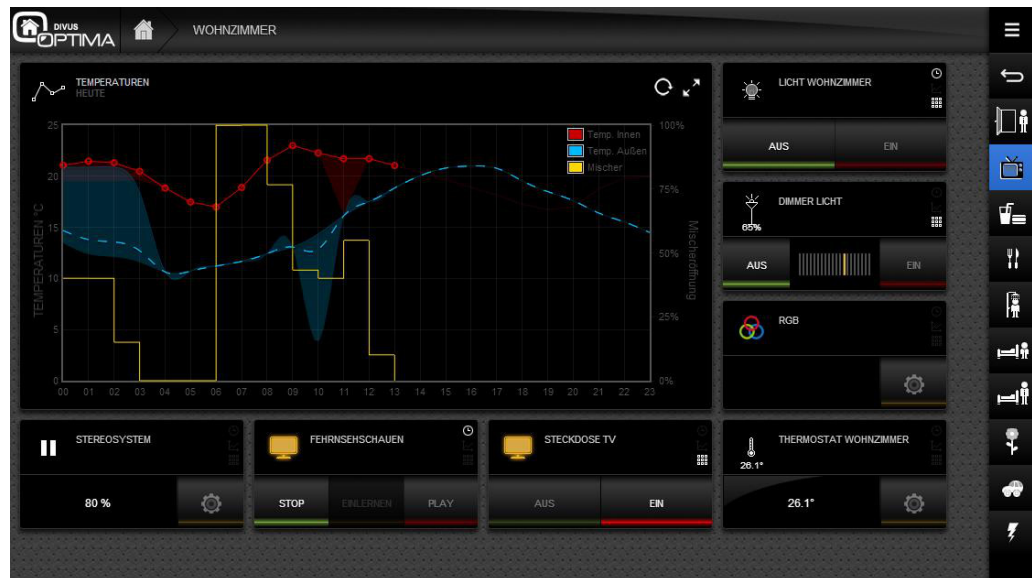 DIVUS
OPTIMA
WOHNZIMMER
TEMPERATUREN
HEUTE
Temp. Innen
Temp. Außen
Mischer
25
20
15
10
5
0
TEMPERATUREN °C
100%
75%
50%
25%
0%
Mischeröffnung
00 01 02 03 04 05 06 07 08 09 10 11 12 13 14 15 16 17 18 19 20 21 22 23
LICHT WOHNZIMMER
AUS EIN
DIMMER LICHT
65%
AUS EIN
RGB
STEREOSYSTEM
80 %
FEHRNSEHSCHAUEN
STOP EINLERNEN PLAY
STECKDOSE TV
AUS EIN
THERMOSTAT WOHNZIMMER
26.1°
26.1°